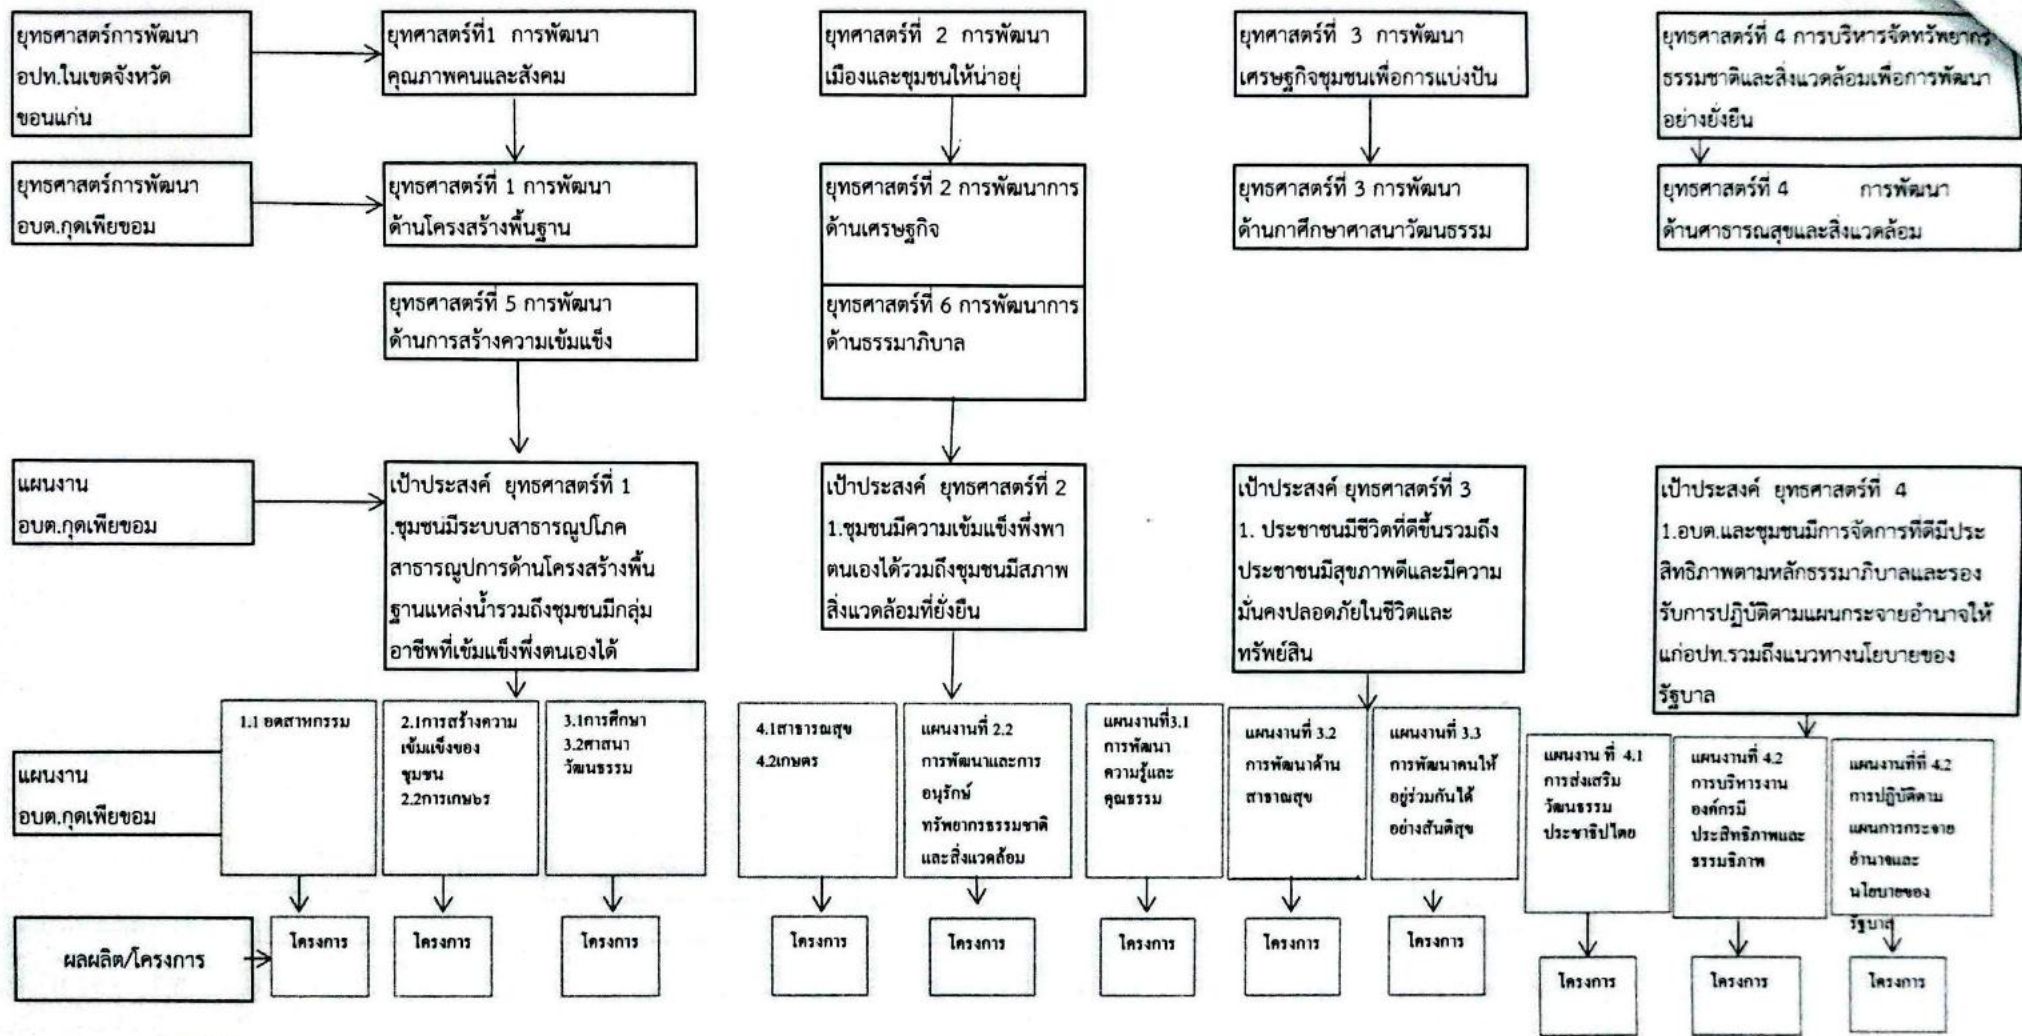 ยุทธศาสตร์การพัฒนา
อปท.ในเขตจังหวัด
ขอนแก่น
ยุทศาสตร์ที่1 การพัฒนา
คุณภาพคนและสังคม
ยุทศาสตร์ที่ 2 การพัฒนา
เมืองและชุมชนให้น่าอยู่
ยุทศาสตร์ที่ 3 การพัฒนา
เศรษฐกิจชุมชนเพื่อการแบ่งปัน
ยุทธศาสตร์ที่ 4 การบริหารจัดทรัพยากร
ธรรมชาติและสิ่งแวดล้อมเพื่อการพัฒนา
อย่างยั่งยืน
ยุทธศาสตร์การพัฒนา
อบต.กุดเพียขอม
ยุทธศาสตร์ที่ 1 การพัฒนา
ด้านโครงสร้างพื้นฐาน
ยุทธศาสตร์ที่ 2 การพัฒนาการ
ด้านเศรษฐกิจ
ยุทธศาสตร์ที่ 3 การพัฒนา
ด้านกาศึกษาศาสนาวัฒนธรรม
ยุทธศาสตร์ที่ 4 การพัฒนา
ด้านศาธารณสุขและสิ่งแวดล้อม
ยุทธศาสตร์ที่ 5 การพัฒนา
ด้านการสร้างความเข้มแข็ง
ยุทธศาสตร์ที่ 6 การพัฒนาการ
ด้านธรรมาภิบาล
แผนงาน
อบต.กุดเพียขอม
เป้าประสงค์ ยุทธศาสตร์ที่ 1
.ชุมชนมีระบบสาธารณูปโภค
สาธารณูปการด้านโครงสร้างพื้น
ฐานแหล่งน้ำรวมถึงชุมชนมีกลุ่ม
อาชีพที่เข้มแข็งพึ่งตนเองได้
เป้าประสงค์ ยุทธศาสตร์ที่ 2
1.ชุมชนมีความเข้มแข็งพึ่งพา
ตนเองได้รวมถึงชุมชนมีสภาพ
สิ่งแวดล้อมที่ยั่งยืน
เป้าประสงค์ ยุทธศาสตร์ที่ 3
1. ประชาชนมีชีวิตที่ดีขึ้นรวมถึง
ประชาชนมีสุขภาพดีและมีความ
มั่นคงปลอดภัยในชีวิตและ
ทรัพย์สิน
เป้าประสงค์ ยุทธศาสตร์ที่ 4
1.อบต.และชุมชนมีการจัดการที่ดีมีประ
สิทธิภาพตามหลักธรรมาภิบาลและรอง
รับการปฏิบัติตามแผนกระจายอำนาจให้
แก่อปท.รวมถึงแนวทางนโยบายของ
รัฐบาล
แผนงาน
อบต.กุดเพียขอม
1.1 อตสาหกรรม
2.1การสร้างความ
เข้มแข็งของ
ชุมชน
2.2การเกษตร
3.1การศึกษา
3.2ศาสนา
วัฒนธรรม
4.1สาธารณสุข
4.2เกษตร
แผนงานที่ 2.2
การพัฒนาและการ
อนุรักษ์
ทรัพยากรธรรมชาติ
และสิ่งแวดล้อม
แผนงานที่3.1
การพัฒนา
ความรู้และ
คุณธรรม
แผนงานที่ 3.2
การพัฒนาด้าน
สาธาณสุข
แผนงานที่ 3.3
การพัฒนาคนให้
อยู่ร่วมกันได้
อย่างสันติสุข
แผนงาน ที่ 4.1
การส่งเสริม
วัฒนธรรม
ประชาธิปไตย
แผนงานที่ 4.2
การบริหารงาน
องค์กรมี
ประสิทธิภาพและ
ธรรมธิภาพ
แผนงานที่ที่ 4.2
การปฏิบัติตาม
แผนการกระจาย
อำนาจและ
นโยบายของ
รัฐบาล
ผลผลิต/โครงการ
โครงการ
โครงการ
โครงการ
โครงการ
โครงการ
โครงการ
โครงการ
โครงการ
โครงการ
โครงการ
โครงการ